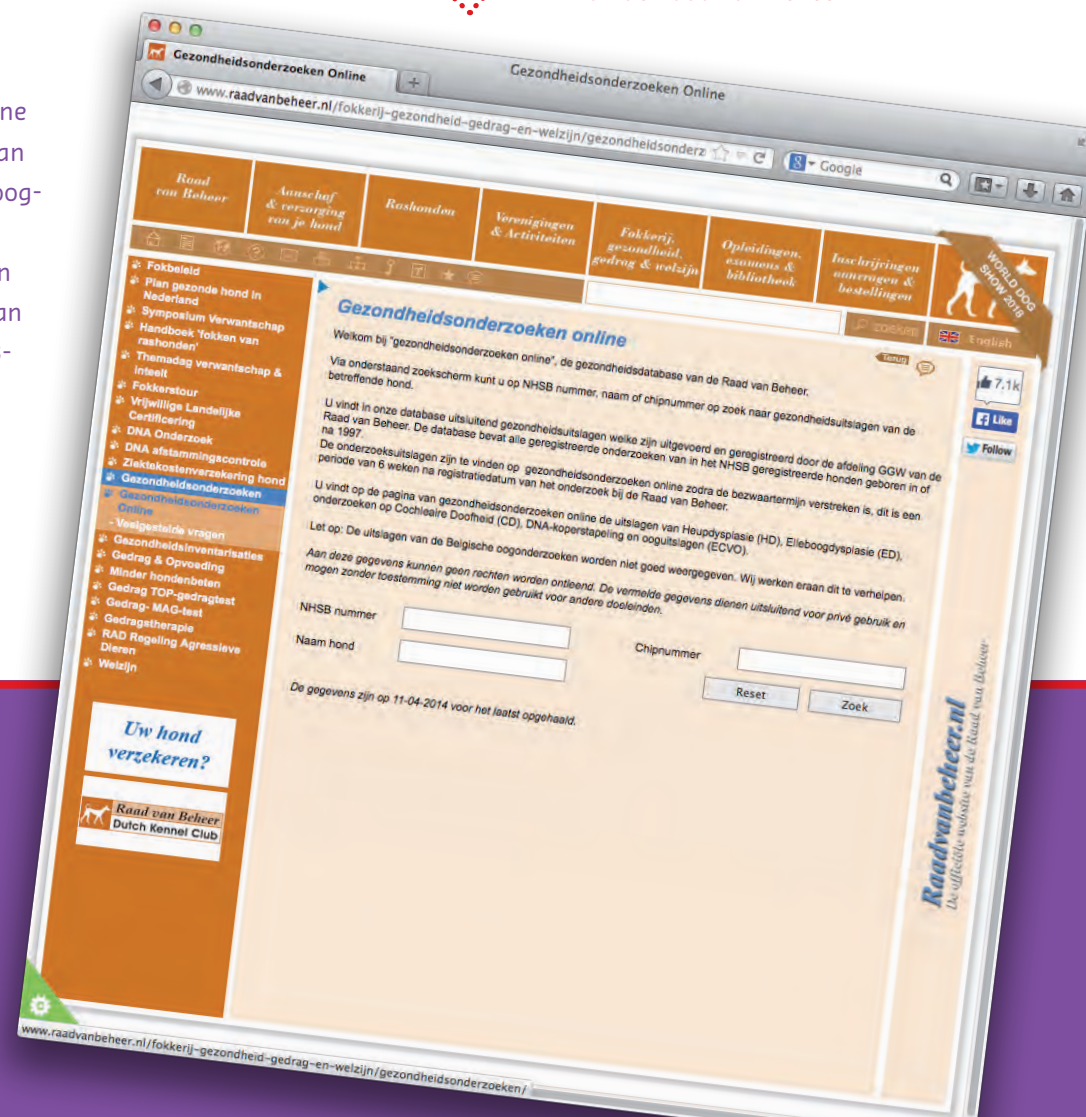 ne
an
oog-
n
an
-
Gezondheidsonderzoeken Online
Gezondheidsonderzoeken Online
www.raadvanbeheer.nl/fokkerij-gezondheid-gedrag-en-welzijn/gezondheidsonderz
Google
Raad
van Beheer
Aanschaf
& verzorging
van je hond
Rashonden
Verenigingen
& Activiteiten
Fokkerij,
gezondheid,
gedrag & welzijn
Opleidingen,
examens &
bibliotheek
Inschrijvingen
aanvragen &
bestellingen
WORLD DOG
SHOW 2018
zoeken
English
Fokbeleid
Plan gezonde hond in
Nederland
Symposium Verwantschap
Handboek 'fokken van
rashonden'
Themadag verwantschap &
inteelt
Fokkerstour
Vrijwillige Landelijke
Certificering
DNA Onderzoek
DNA afstammingscontrole
Ziektekostenverzekering hond
Gezondheidsonderzoeken
Gezondheidsonderzoeken
Online
- Veelgestelde vragen
Gezondheidsinventarisaties
Gedrag & Opvoeding
Minder hondenbeten
Gedrag TOP-gedragtest
Gedrag- MAG-test
Gedragstherapie
RAD Regeling Agressieve
Dieren
Welzijn
Uw hond
verzekeren?
Raad van Beheer
Dutch Kennel Club
Gezondheidsonderzoeken online
Terug
Welkom bij "gezondheidsonderzoeken online", de gezondheidsdatabase van de Raad van Beheer.
Via onderstaand zoekscherm kunt u op NHSB nummer, naam of chipnummer op zoek naar gezondheidsuitslagen van de
betreffende hond.
U vindt in onze database uitsluitend gezondheidsuitslagen welke zijn uitgevoerd en geregistreerd door de afdeling GGW van de
Raad van Beheer. De database bevat alle geregistreerde onderzoeken van in het NHSB geregistreerde honden geboren in of
na 1997.
De onderzoeksuitslagen zijn te vinden op gezondheidsonderzoeken online zodra de bezwaartermijn verstreken is, dit is een
periode van 6 weken na registratiedatum van het onderzoek bij de Raad van Beheer.
U vindt op de pagina van gezondheidsonderzoeken online de uitslagen van Heupdysplasie (HD), Elleboogdysplasie (ED),
onderzoeken op Cochleaire Doofheid (CD), DNA-koperstapeling en ooguitslagen (ECVO).
Let op: De uitslagen van de Belgische oogonderzoeken worden niet goed weergegeven. Wij werken eraan dit te verhelpen.
Aan deze gegevens kunnen geen rechten worden ontleend. De vermelde gegevens dienen uitsluitend voor privé gebruik en
mogen zonder toestemming niet worden gebruikt voor andere doeleinden.
NHSB nummer
Naam hond
Chipnummer
Reset
Zoek
De gegevens zijn op 11-04-2014 voor het laatst opgehaald.
7.1k
Like
Follow
Raadvanbeheer.nl
De officiële website van de Raad van Beheer
www.raadvanbeheer.nl/fokkerij-gezondheid-gedrag-en-welzijn/gezondheidsonderzoeken/